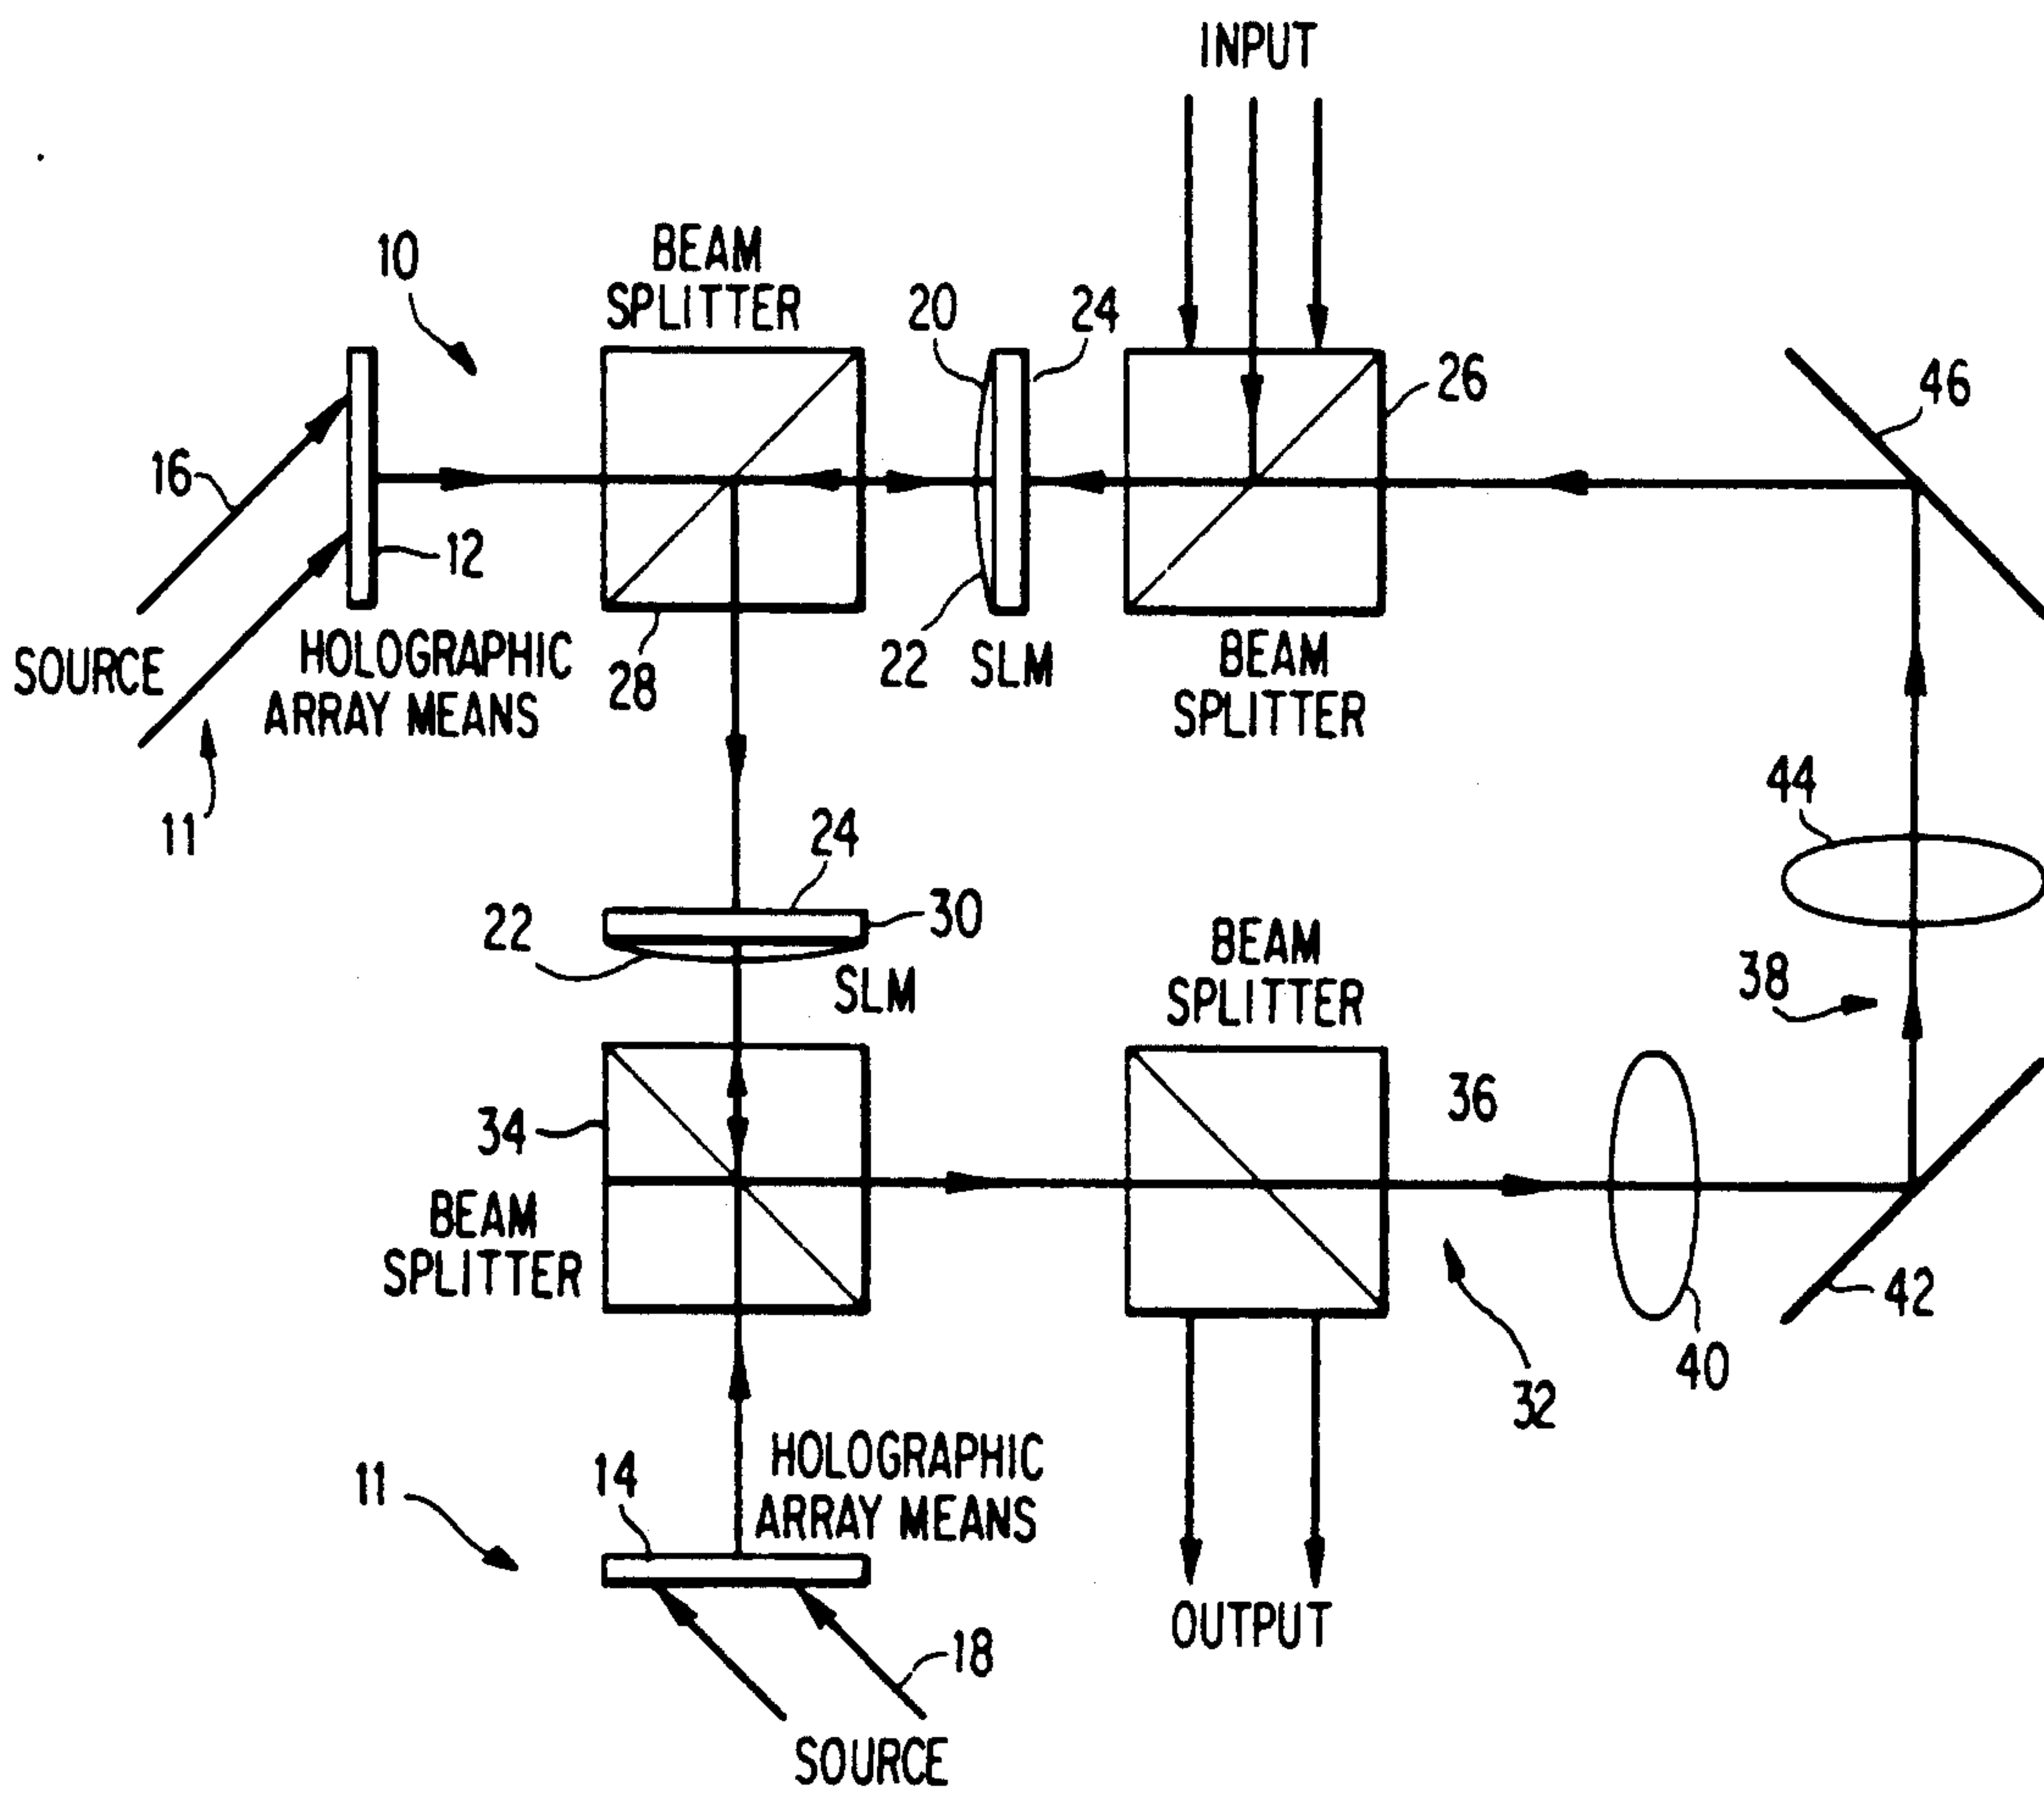 INPUT
10
BEAM
SPLITTER
20
24
26
46
16
12
SOURCE
HOLOGRAPHIC
ARRAY MEANS
28
22
SLM
BEAM
SPLITTER
11
44
24
22
30
SLM
BEAM
SPLITTER
38
34
36
BEAM
SPLITTER
42
40
32
11
14
HOLOGRAPHIC
ARRAY MEANS
OUTPUT
18
SOURCE